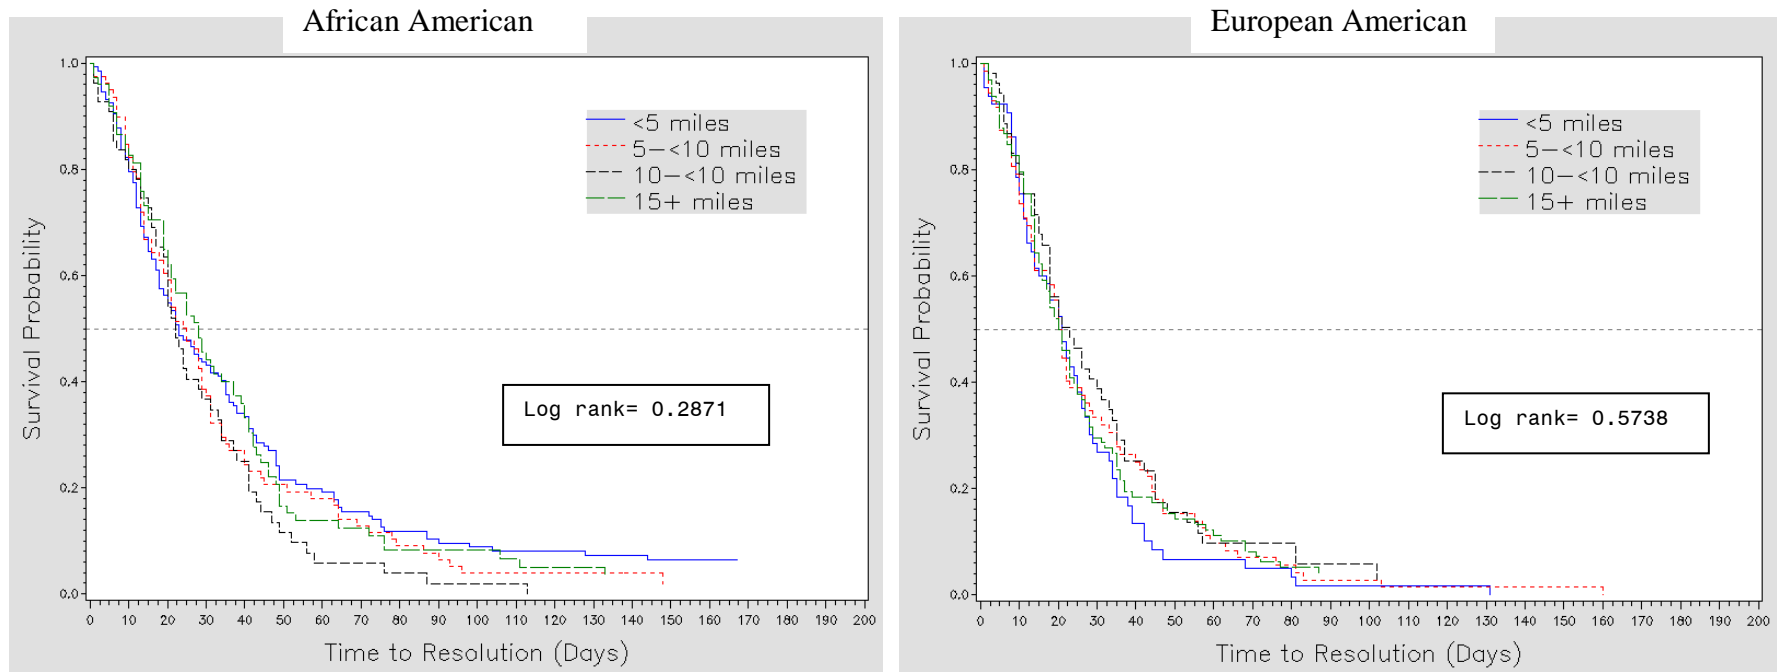 African American
1.0
0.8
0.6
0.4
0.2
0.0
Survival Probability
<5 miles
5-<10 miles
10-<10 miles
15+ miles
Log rank= 0.2871
0 10 20 30 40 50 60 70 80 90 100 110 120 130 140 150 160 170 180 190 200
Time to Resolution (Days)
European American
1.0
0.8
0.6
0.4
0.2
0.0
Survival Probability
<5 miles
5-<10 miles
10-<10 miles
15+ miles
Log rank= 0.5738
0 10 20 30 40 50 60 70 80 90 100 110 120 130 140 150 160 170 180 190 200
Time to Resolution (Days)